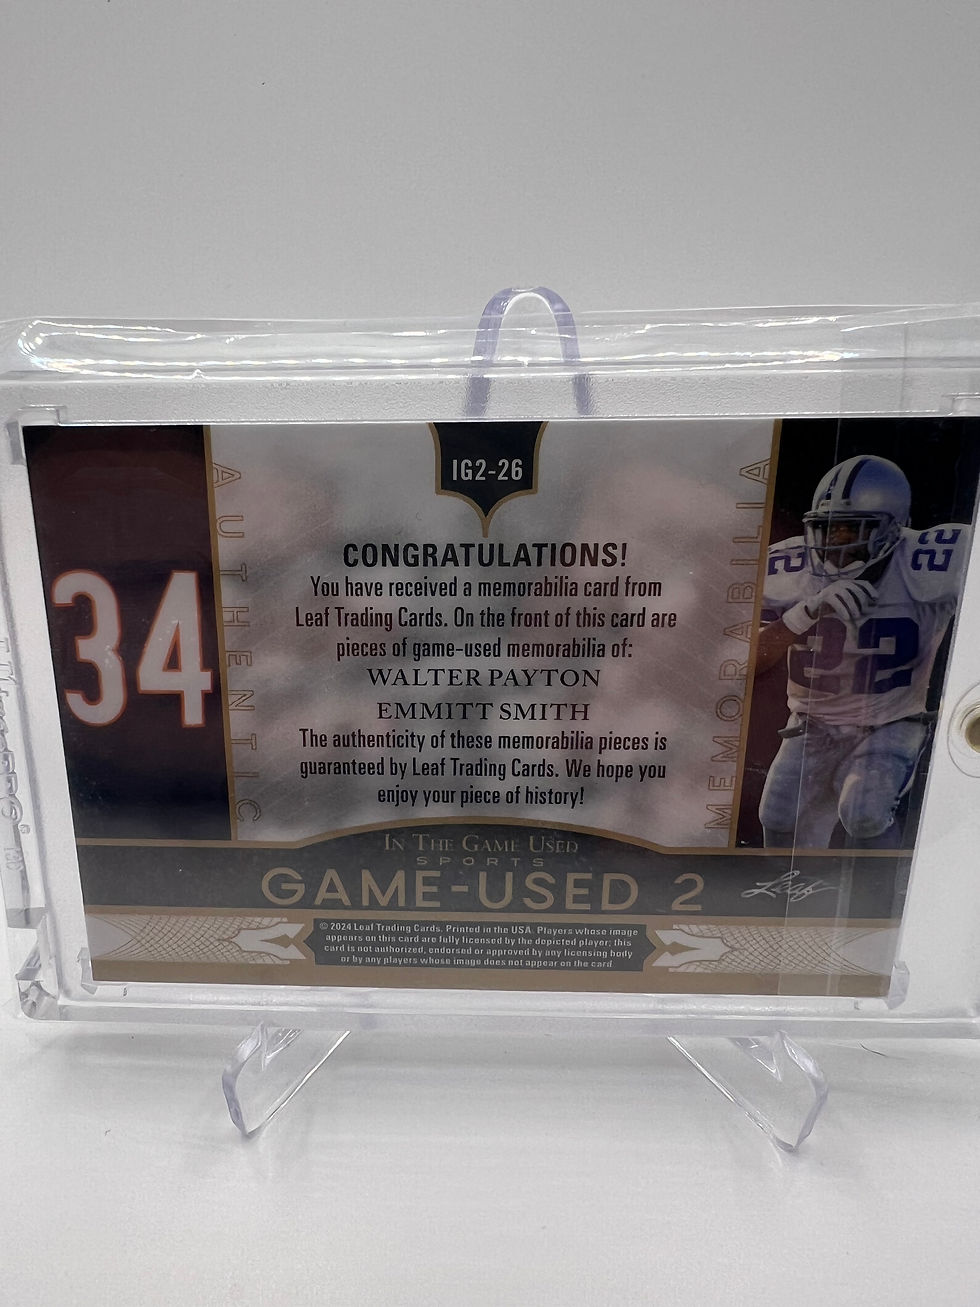 IG2-26
34
AUTHENTIC
CONGRATULATIONS!
You have received a memorabilia card from
Leaf Trading Cards. On the front of this card are
pieces of game-used memorabilia of:
WALTER PAYTON
EMMITT SMITH
The authenticity of these memorabilia pieces is
guaranteed by Leaf Trading Cards. We hope you
enjoy your piece of history!
MEMORABILIA
22
22
22
IN THE GAME USED
SPORTS
GAME-USED 2
Leaf
© 2024 Leaf Trading Cards. Printed in the USA. Players whose image
appears on this card are fully licensed by the depicted player; this
card is not authorized, endorsed or approved by any licensing body
or by any players whose image does not appear on the card